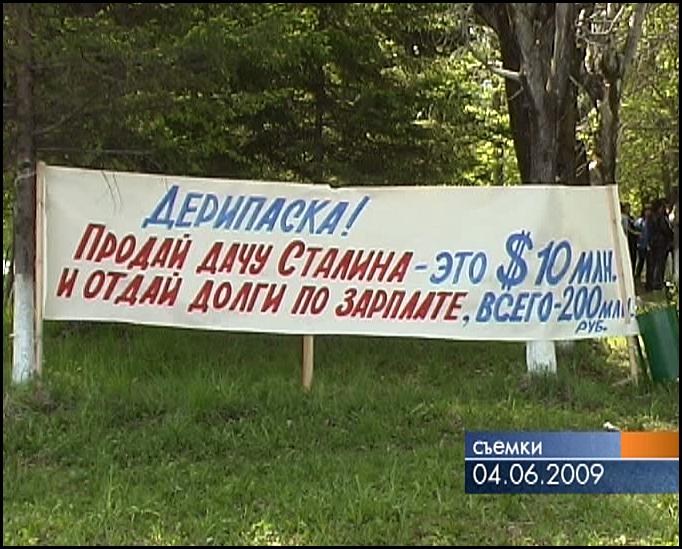 ДЕРИПАСКА!
ПРОДАЙ ДАЧУ СТАЛИНА - ЭТО $10 МЛН.
И ОТДАЙ ДОЛГИ ПО ЗАРПЛАТЕ, ВСЕГО-200 МЛН.
РУБ.
съемки
04.06.2009